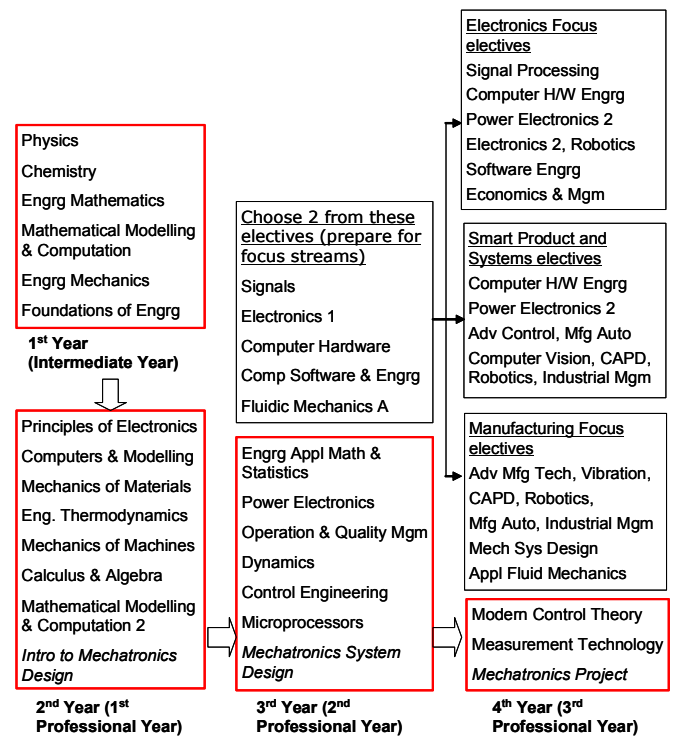 Physics
Chemistry
Engrg Mathematics
Mathematical Modelling
& Computation
Engrg Mechanics
Foundations of Engrg
1st Year
(Intermediate Year)
Principles of Electronics
Computers & Modelling
Mechanics of Materials
Eng. Thermodynamics
Mechanics of Machines
Calculus & Algebra
Mathematical Modelling
& Computation 2
Intro to Mechatronics
Design
2nd Year (1st
Professional Year)
Choose 2 from these
electives (prepare for
focus streams)
Signals
Electronics 1
Computer Hardware
Comp Software & Engrg
Fluidic Mechanics A
Engrg Appl Math &
Statistics
Power Electronics
Operation & Quality Mgm
Dynamics
Control Engineering
Microprocessors
Mechatronics System
Design
3rd Year (2nd
Professional Year)
Electronics Focus
electives
Signal Processing
Computer H/W Engrg
Power Electronics 2
Electronics 2, Robotics
Software Engrg
Economics & Mgm
Smart Product and
Systems electives
Computer H/W Engrg
Power Electronics 2
Adv Control, Mfg Auto
Computer Vision, CAPD,
Robotics, Industrial Mgm
Manufacturing Focus
electives
Adv Mfg Tech, Vibration,
CAPD, Robotics,
Mfg Auto, Industrial Mgm
Mech Sys Design
Appl Fluid Mechanics
Modern Control Theory
Measurement Technology
Mechatronics Project
4th Year (3rd
Professional Year)